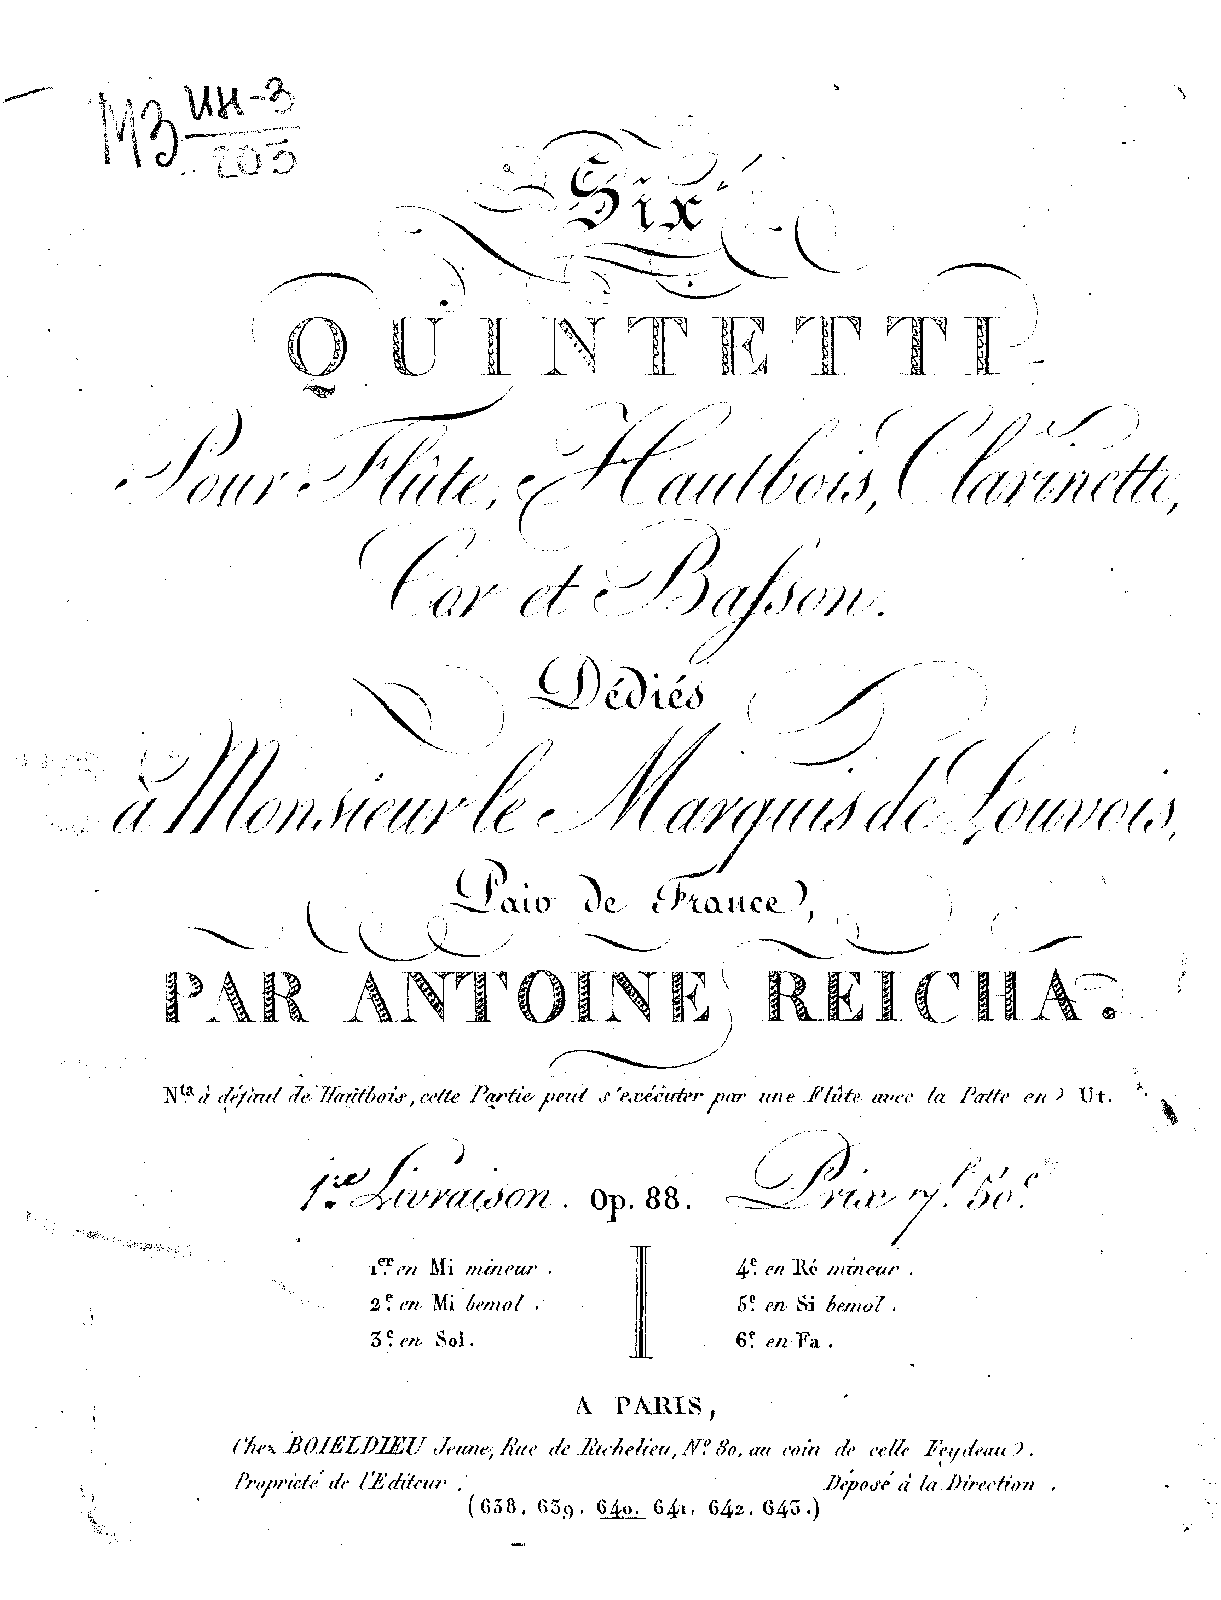 МЗ ИН-3
205
Six
QUINTETTI
Pour Flûte, Hautbois, Clarinette,
Cor et Baſson.
Dédiés
à Monsieur le Marquis de Louvois,
Pair de France,
PAR ANTOINE REICHA.
Nta à défaut de Hautbois, cette Partie peut s'exécuter par une Flûte avec la Patte en Ut.
1re Livraison. Op. 88. Prix 7f. 50c.
1er. en Mi mineur.
2e. en Mi bemol.
3e. en Sol.
4e. en Ré mineur.
5e. en Si bemol.
6e. en Fa.
A PARIS,
Chez BOIELDIEU Jeune, Rue de Richelieu, No. 80, au coin de celle Feydeau.
Propriété de l'Editeur.
Déposé à la Direction.
(638. 639. 640. 641. 642. 643.)